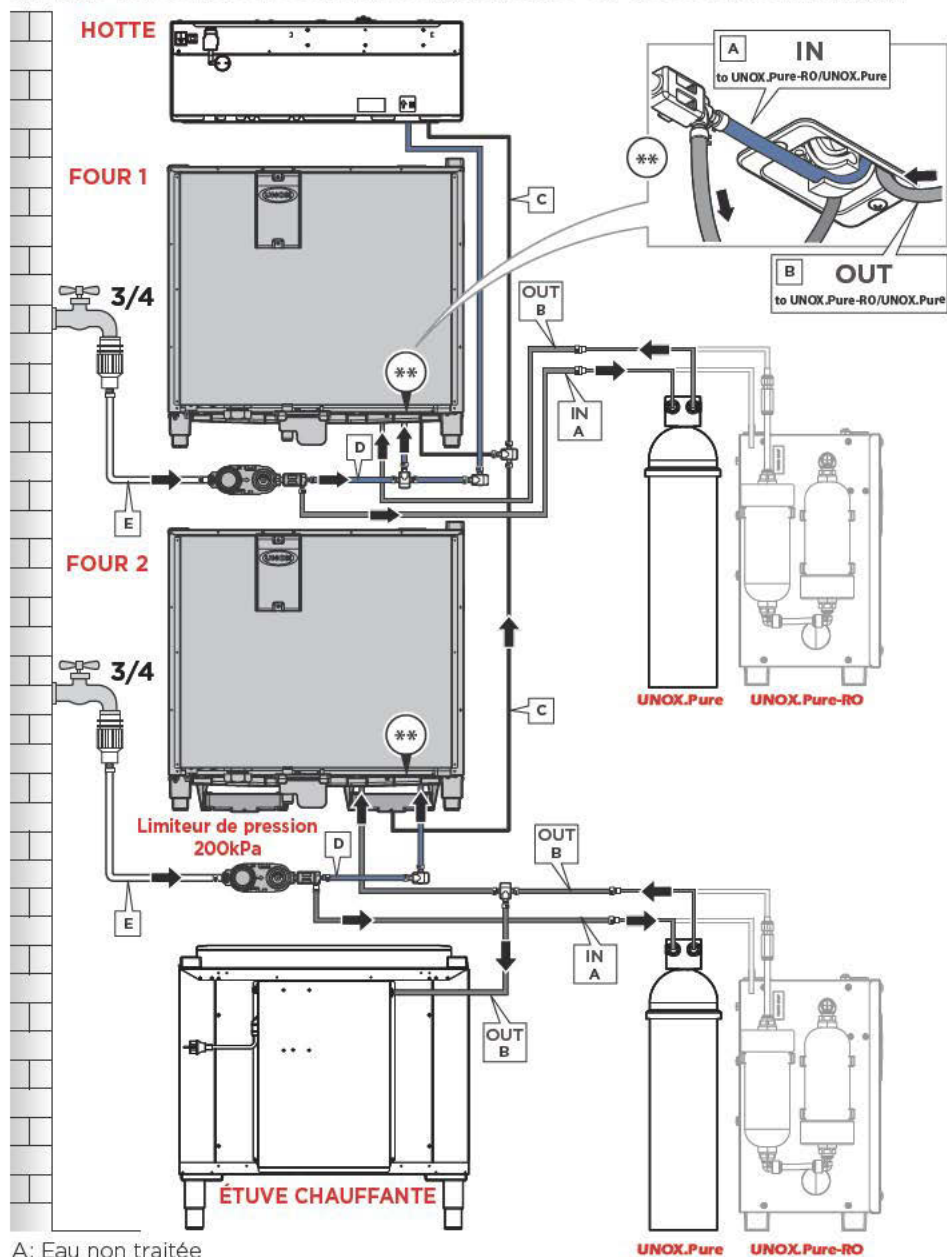 HOTTE
A IN
to UNOX.Pure-RO/UNOX.Pure
**
B OUT
to UNOX.Pure-RO/UNOX.Pure
FOUR 1
C
3/4
OUT
B
**
IN
A
D
E
FOUR 2
UNOX
3/4
C
UNOX.Pure
UNOX.Pure-RO
**
Limiteur de pression
200kPa
D
OUT
B
E
IN
A
OUT
B
ÉTUVE CHAUFFANTE
UNOX.Pure
UNOX.Pure-RO
A: Eau non traitée